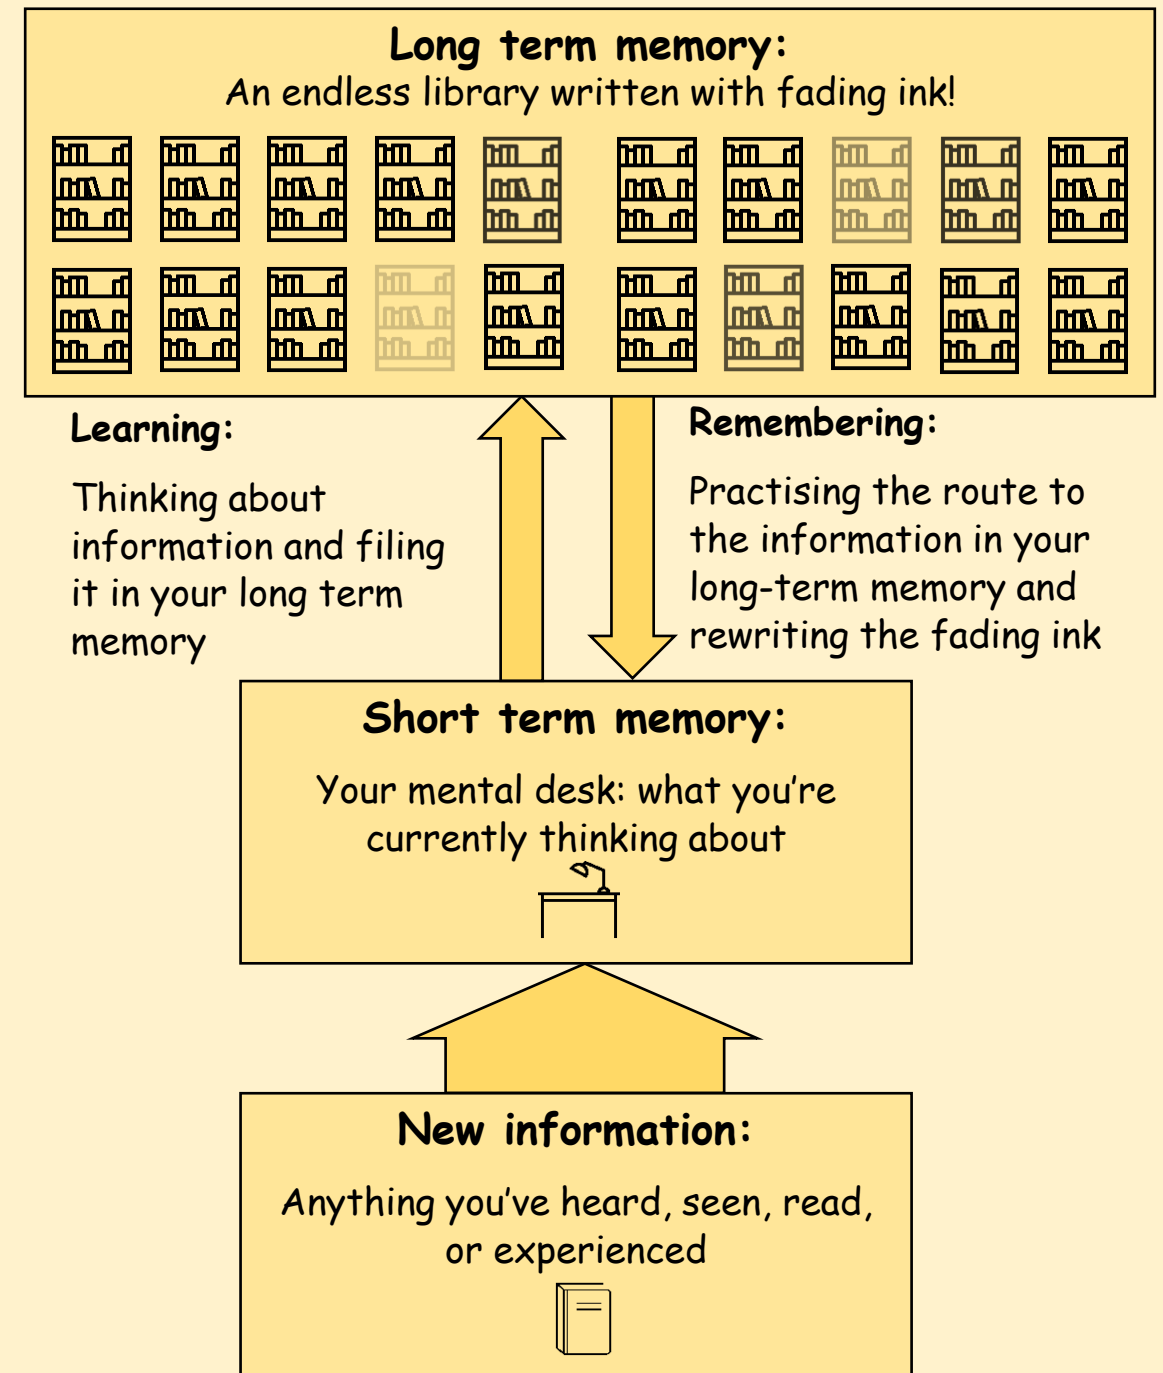 Long term memory:
An endless library written with fading ink!
Learning:
Thinking about
information and filing
it in your long term
memory
Remembering:
Practising the route to
the information in your
long-term memory and
rewriting the fading ink
Short term memory:
Your mental desk: what you’re
currently thinking about
New information:
Anything you’ve heard, seen, read,
or experienced